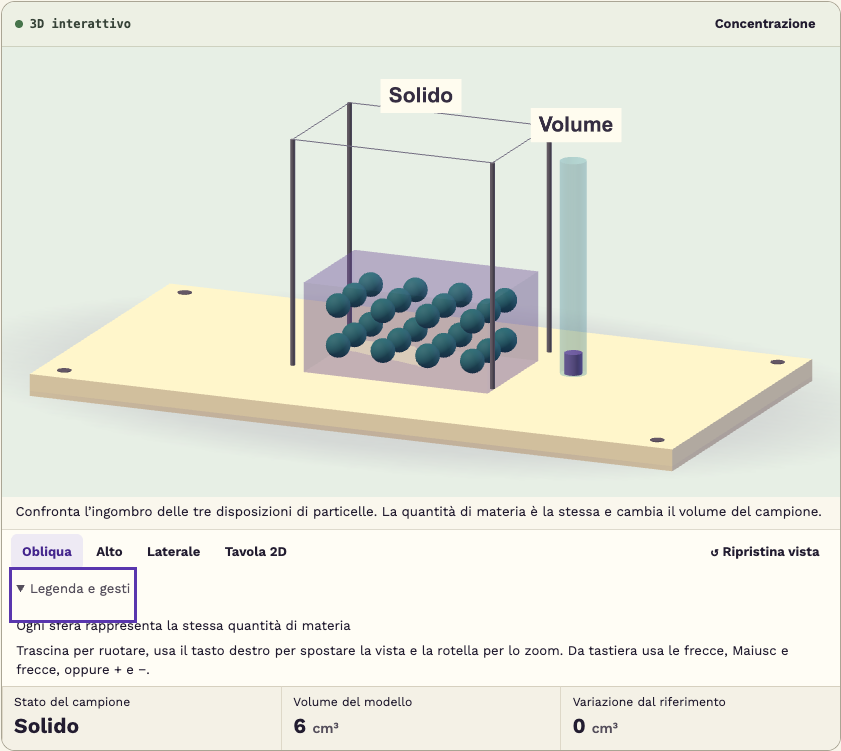 3D interattivo
Concentrazione
Solido
Volume
Confronta l’ingombro delle tre disposizioni di particelle. La quantità di materia è la stessa e cambia il volume del campione.
Obliqua Alto Laterale Tavola 2D ↺ Ripristina vista
▼ Legenda e gesti
Ogni sfera rappresenta la stessa quantità di materia
Trascina per ruotare, usa il tasto destro per spostare la vista e la rotella per lo zoom. Da tastiera usa le frecce, Maiusc e
frecce, oppure + e −.
Stato del campione
Solido
Volume del modello
6 cm³
Variazione dal riferimento
0 cm³